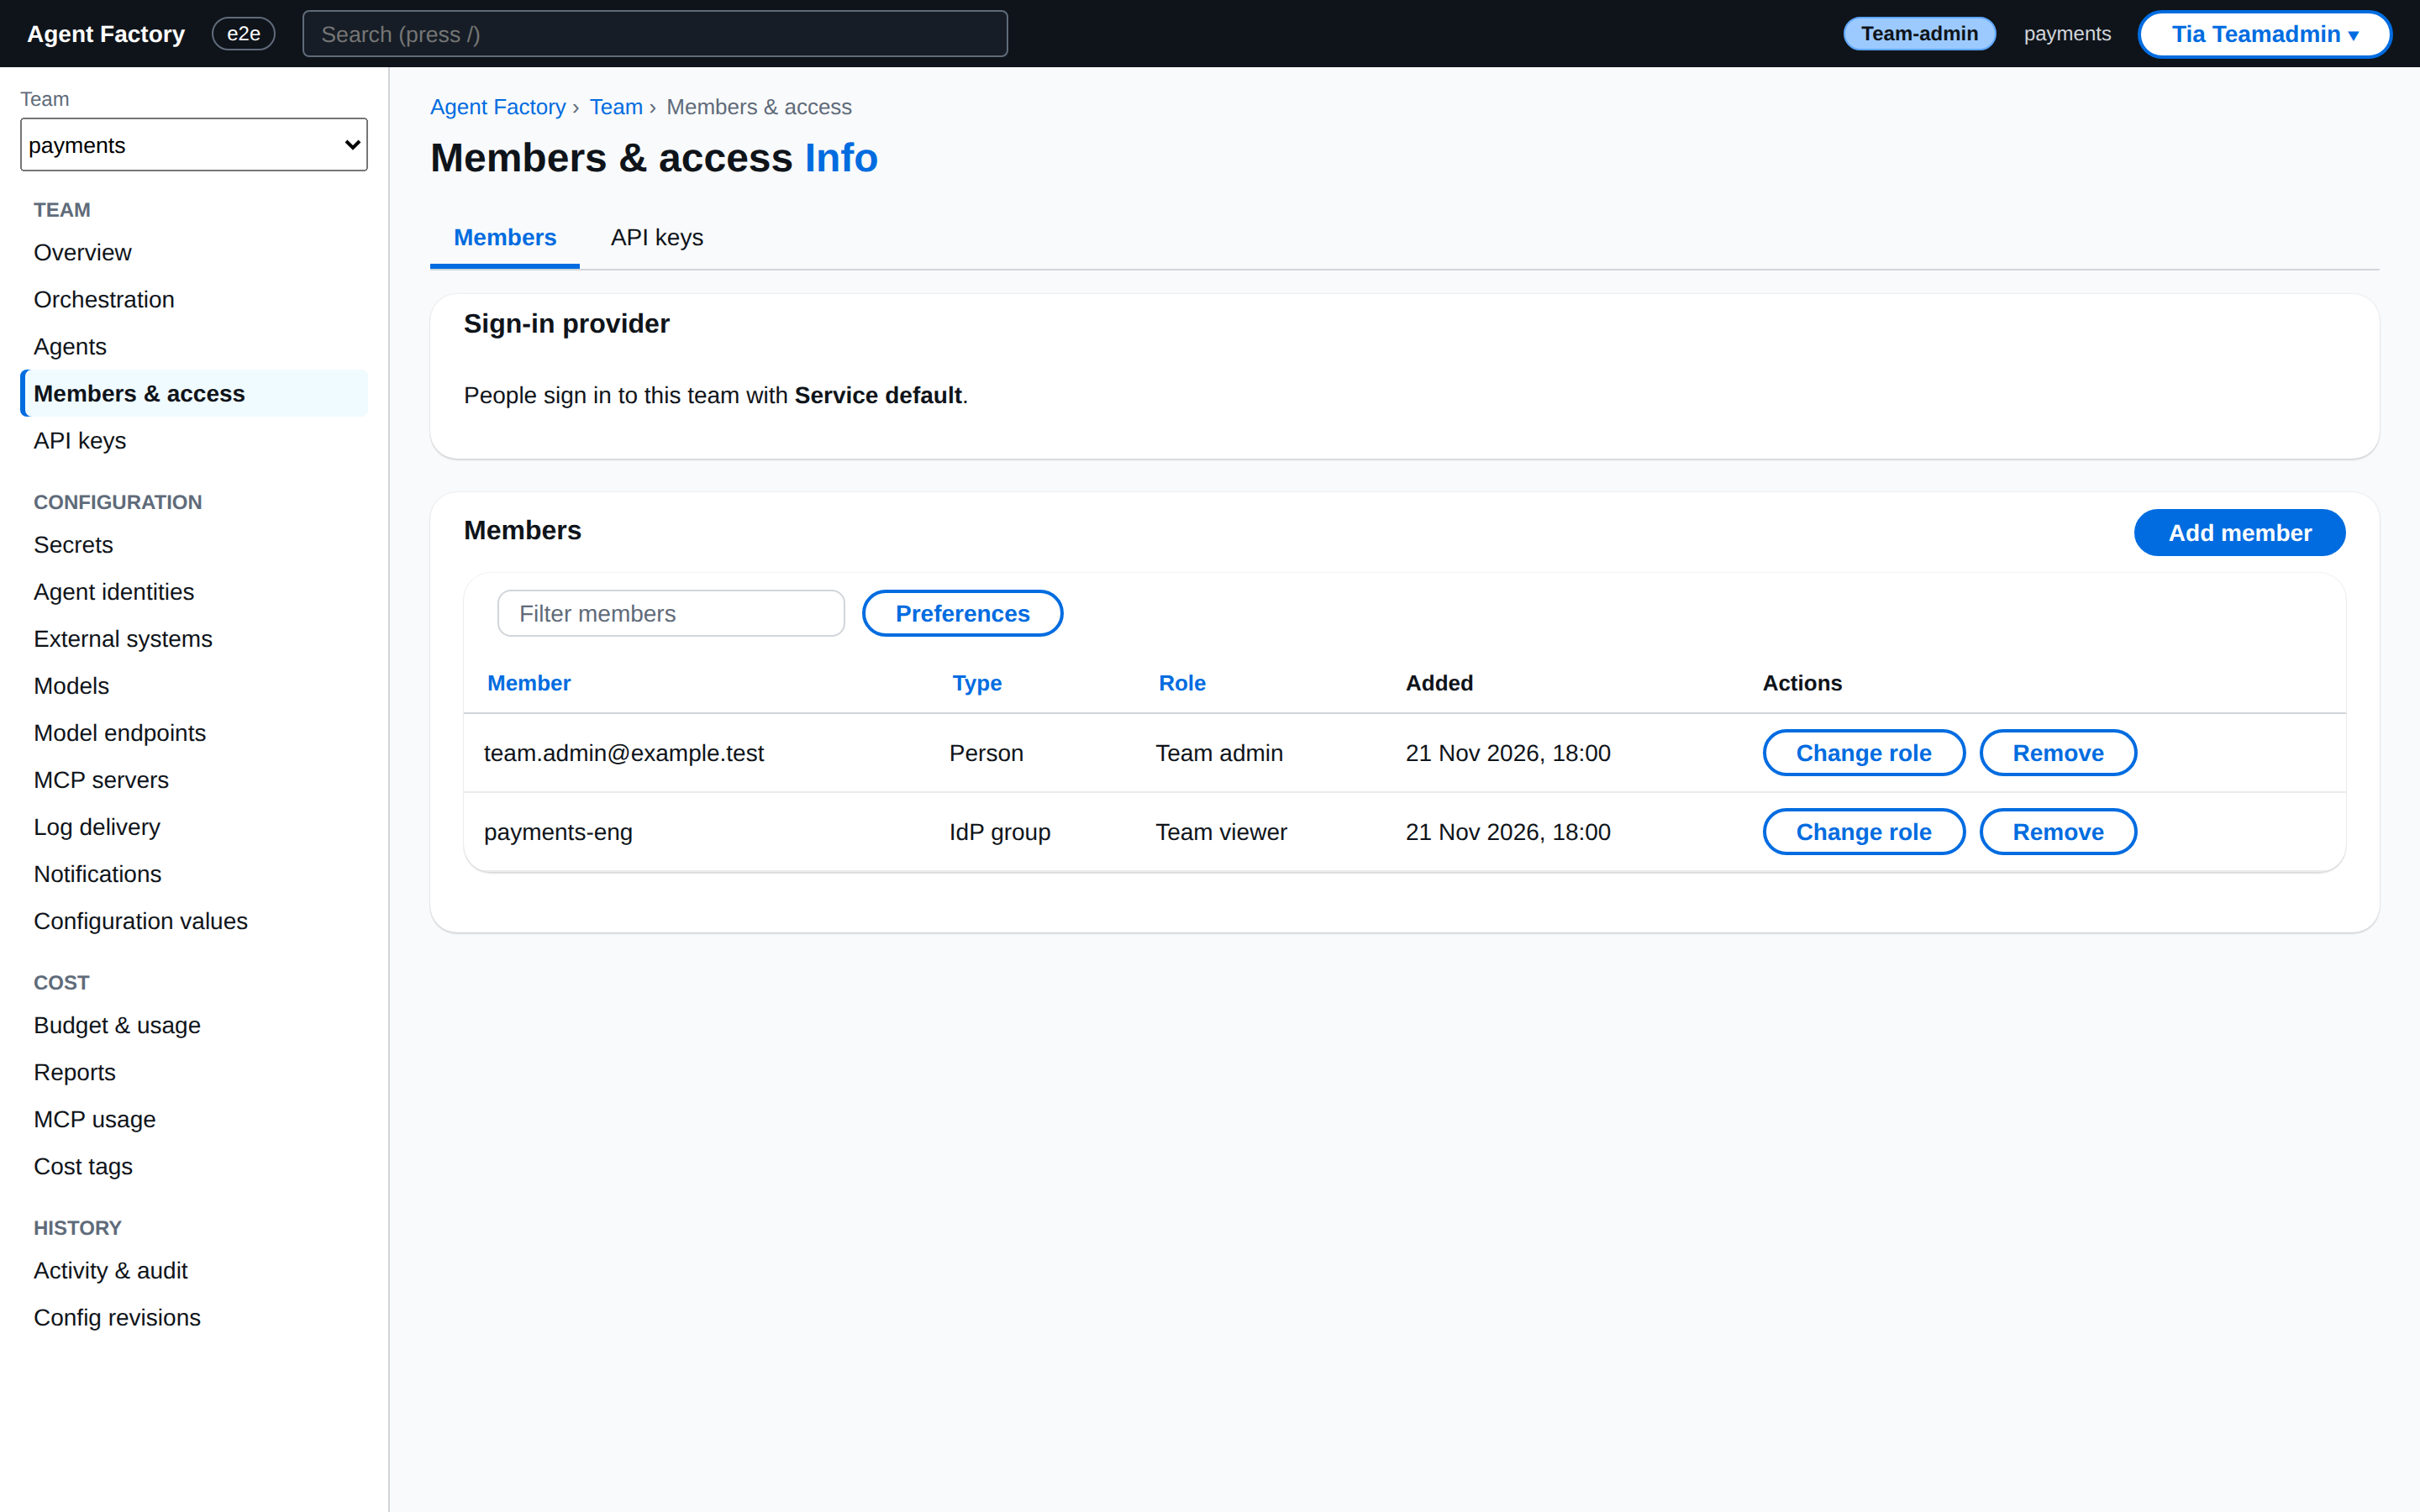 Agent Factory e2e Search (press /) Team-admin payments Tia Teamadmin ▾
Team
payments
TEAM
Overview
Orchestration
Agents
Members & access
API keys
CONFIGURATION
Secrets
Agent identities
External systems
Models
Model endpoints
MCP servers
Log delivery
Notifications
Configuration values
COST
Budget & usage
Reports
MCP usage
Cost tags
HISTORY
Activity & audit
Config revisions
Agent Factory › Team › Members & access
Members & access Info
Members API keys
Sign-in provider
People sign in to this team with Service default.
Members Add member
Filter members Preferences
Member Type Role Added Actions
team.admin@example.test Person Team admin 21 Nov 2026, 18:00 Change role Remove
payments-eng IdP group Team viewer 21 Nov 2026, 18:00 Change role Remove